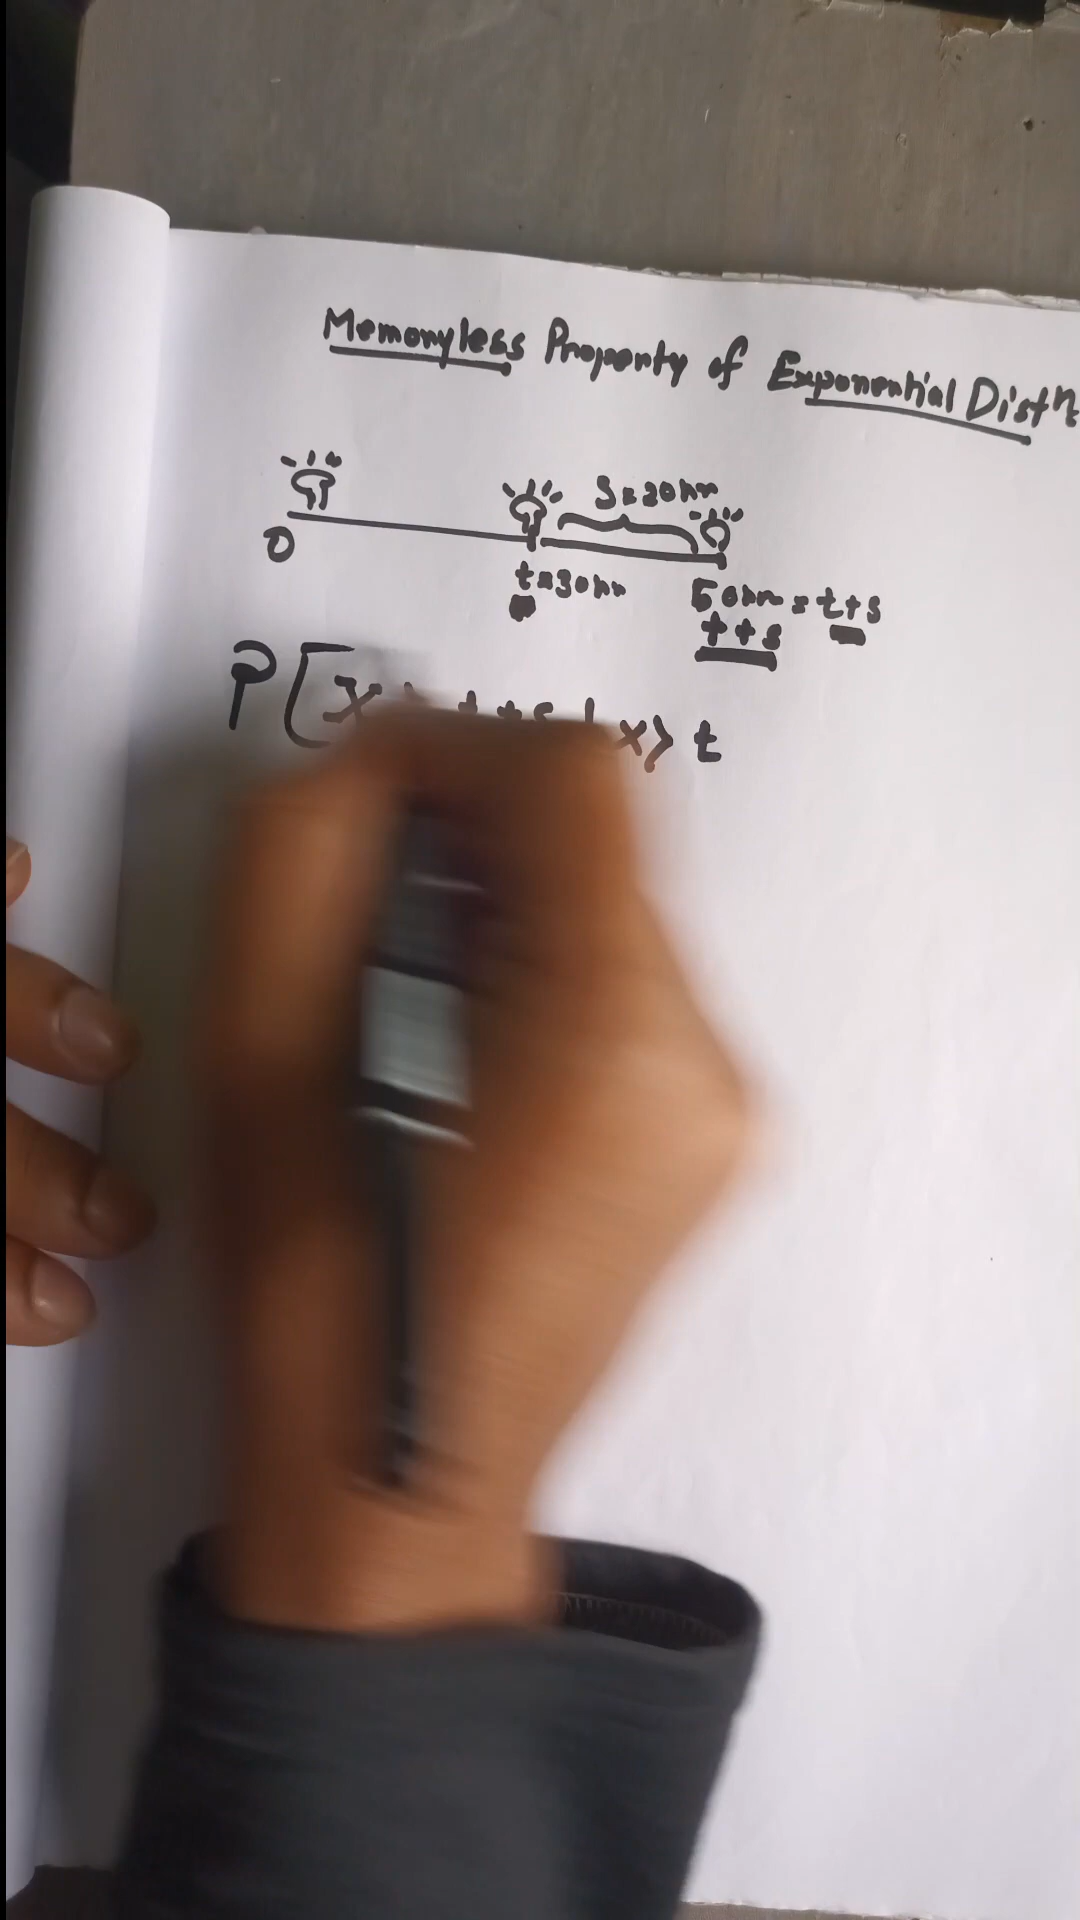 Memoryless Property of Exponential Distn
S=20hr
0
t=30hr
50hr = t+s
t+s
P[X > t+s | X> t